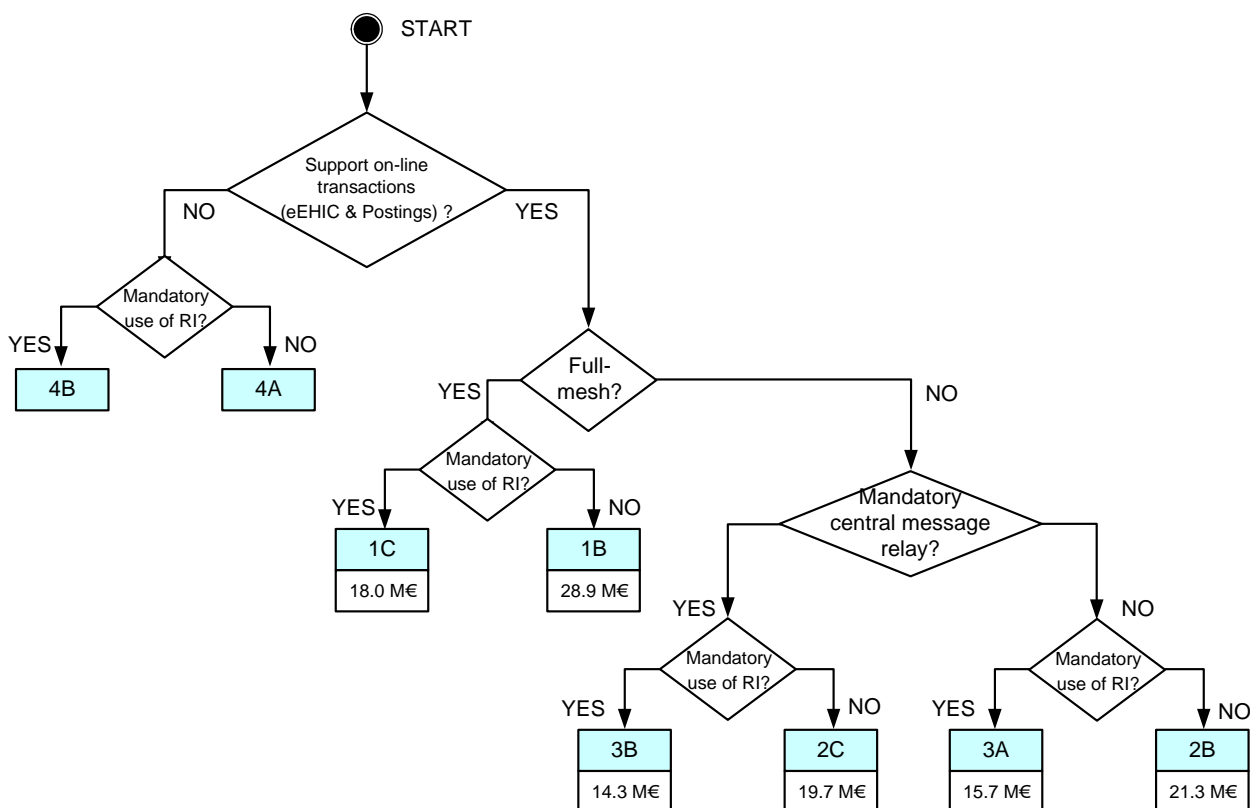 START
Support on-line
transactions
(eEHIC & Postings) ?
NO
YES
Mandatory
use of RI?
YES
NO
4B
4A
Full-
mesh?
YES
NO
Mandatory
use of RI?
YES
NO
1C
18.0 M€
1B
28.9 M€
Mandatory
central message
relay?
YES
NO
Mandatory
use of RI?
YES
NO
3B
14.3 M€
2C
19.7 M€
Mandatory
use of RI?
YES
NO
3A
15.7 M€
2B
21.3 M€